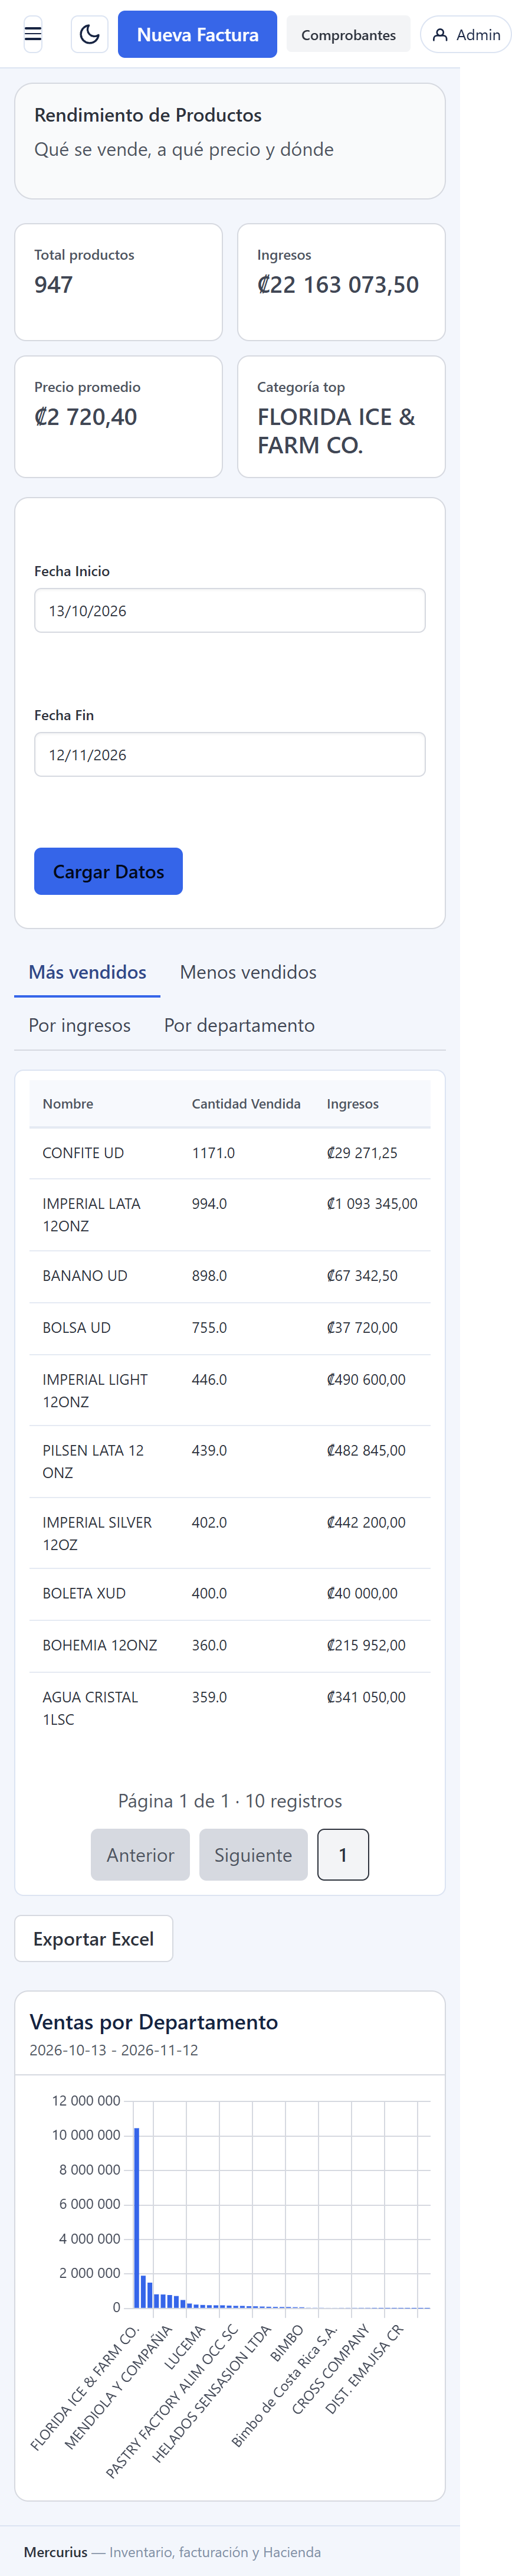 Nueva Factura
Comprobantes
Admin
Rendimiento de Productos
Qué se vende, a qué precio y dónde
Total productos
947
Ingresos
₡22 163 073,50
Precio promedio
₡2 720,40
Categoría top
FLORIDA ICE &
FARM CO.
Fecha Inicio
13/10/2026
Fecha Fin
12/11/2026
Cargar Datos
Más vendidos
Menos vendidos
Por ingresos
Por departamento
Nombre Cantidad Vendida Ingresos
CONFITE UD 1171.0 ₡29 271,25
IMPERIAL LATA 994.0 ₡1 093 345,00
12ONZ
BANANO UD 898.0 ₡67 342,50
BOLSA UD 755.0 ₡37 720,00
IMPERIAL LIGHT 446.0 ₡490 600,00
12ONZ
PILSEN LATA 12 439.0 ₡482 845,00
ONZ
IMPERIAL SILVER 402.0 ₡442 200,00
12OZ
BOLETA XUD 400.0 ₡40 000,00
BOHEMIA 12ONZ 360.0 ₡215 952,00
AGUA CRISTAL 359.0 ₡341 050,00
1LSC
Página 1 de 1 · 10 registros
Anterior
Siguiente
1
Exportar Excel
Ventas por Departamento
2026-10-13 - 2026-11-12
12 000 000
10 000 000
8 000 000
6 000 000
4 000 000
2 000 000
0
FLORIDA ICE & FARM CO.
MENDIOLA Y COMPAÑIA
LUCEMA
PASTRY FACTORY ALIM OCC SC
HELADOS SENSASION LTDA
BIMBO
Bimbo de Costa Rica S.A.
CROSS COMPANY
DIST. EMAJISA CR
Mercurius — Inventario, facturación y Hacienda